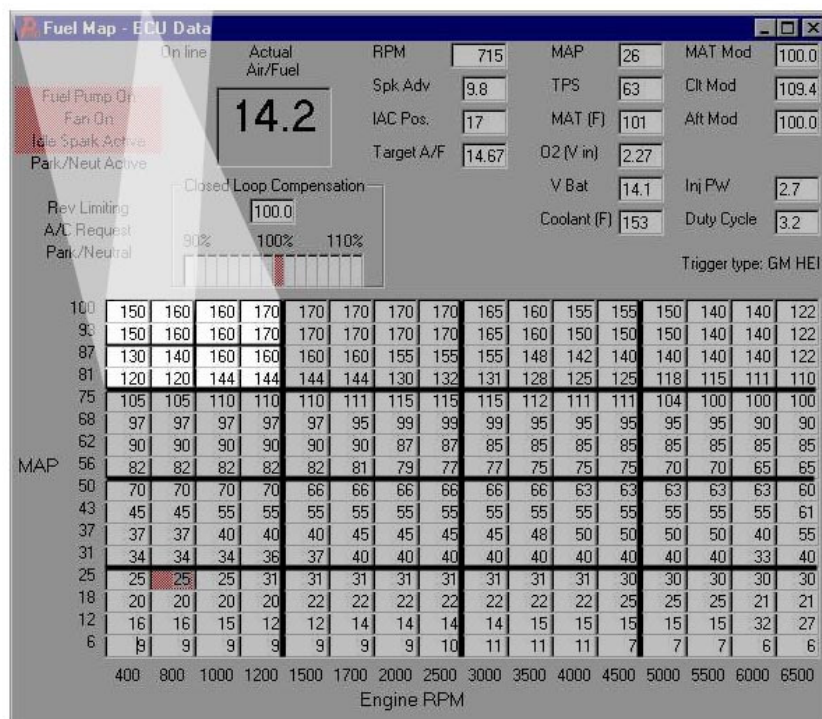 Fuel Map - ECU Data
On line Actual Air/Fuel RPM 715 MAP 26 MAT Mod 100.0
Fuel Pump On 14.2 Spk Adv 9.8 TPS 63 Clt Mod 109.4
Fan On IAC Pos. 17 MAT (F) 101 Aft Mod 100.0
Idle Spark Active Target A/F 14.67 O2 (V in) 2.27
Park/Neut Active
Closed Loop Compensation V Bat 14.1 Inj PW 2.7
Rev Limiting 100.0 Coolant (F) 153 Duty Cycle 3.2
A/C Request 90% 100% 110%
Park/Neutral Trigger type: GM HEI
100 150 160 160 170 170 170 170 170 165 160 155 155 150 140 140 122
93 150 160 160 170 170 170 170 170 165 160 150 150 150 140 140 122
87 130 140 160 160 160 160 155 155 155 148 142 140 140 140 140 122
81 120 120 144 144 144 144 130 132 131 128 125 125 118 115 111 110
75 105 105 110 110 110 111 115 115 115 112 111 111 104 100 100 100
68 97 97 97 97 97 95 99 99 99 95 95 95 95 95 90 90
62 90 90 90 90 90 90 87 87 85 85 85 85 85 85 85 85
MAP 56 82 82 82 82 82 81 79 77 77 75 75 75 70 70 65 65
50 70 70 70 70 66 66 66 66 66 66 63 63 63 63 63 60
43 45 45 55 55 55 55 55 55 55 55 55 55 55 55 55 61
37 37 37 40 40 40 45 45 45 45 48 50 50 50 50 40 55
31 34 34 34 36 37 40 40 40 40 40 40 40 40 40 33 40
25 25 25 25 31 31 31 31 31 31 31 31 30 30 30 30 30
18 20 20 20 20 22 22 22 22 22 22 22 25 25 25 21 21
12 16 16 15 12 12 14 14 14 14 15 15 15 15 15 32 27
6 9 9 9 9 9 9 9 10 11 11 11 7 7 7 6 6
400 800 1000 1200 1500 1700 2000 2500 3000 3500 4000 4500 5000 5500 6000 6500
Engine RPM